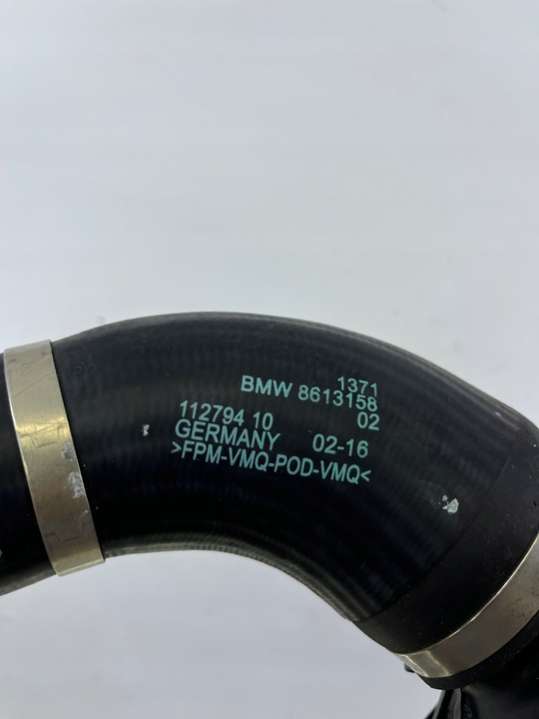 1371
BMW 8613158
02
112794 10
GERMANY 02-16
>FPM-VMQ-POD-VMQ<